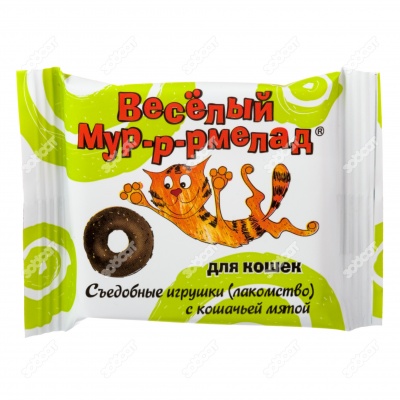 Весёлый
Мур-р-рмелад®
для кошек
Съедобные игрушки (лакомство)
с кошачьей мятой